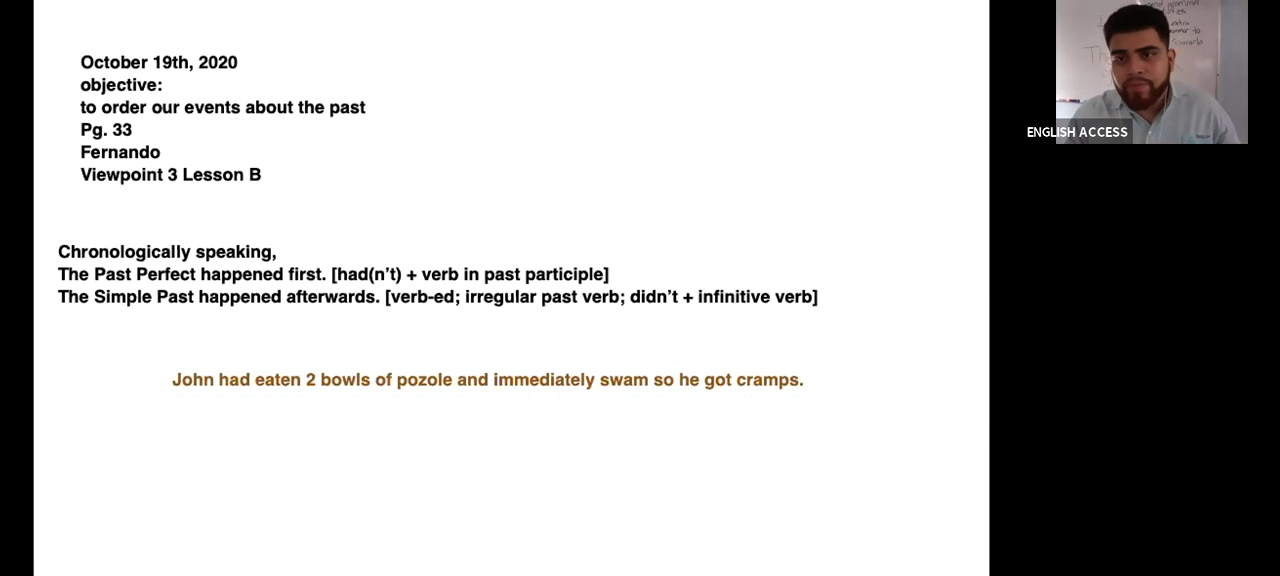 October 19th, 2020
objective:
to order our events about the past
Pg. 33
Fernando
Viewpoint 3 Lesson B
Chronologically speaking,
The Past Perfect happened first. [had(n’t) + verb in past participle]
The Simple Past happened afterwards. [verb-ed; irregular past verb; didn’t + infinitive verb]
John had eaten 2 bowls of pozole and immediately swam so he got cramps.
grammar
ENGLISH ACCESS